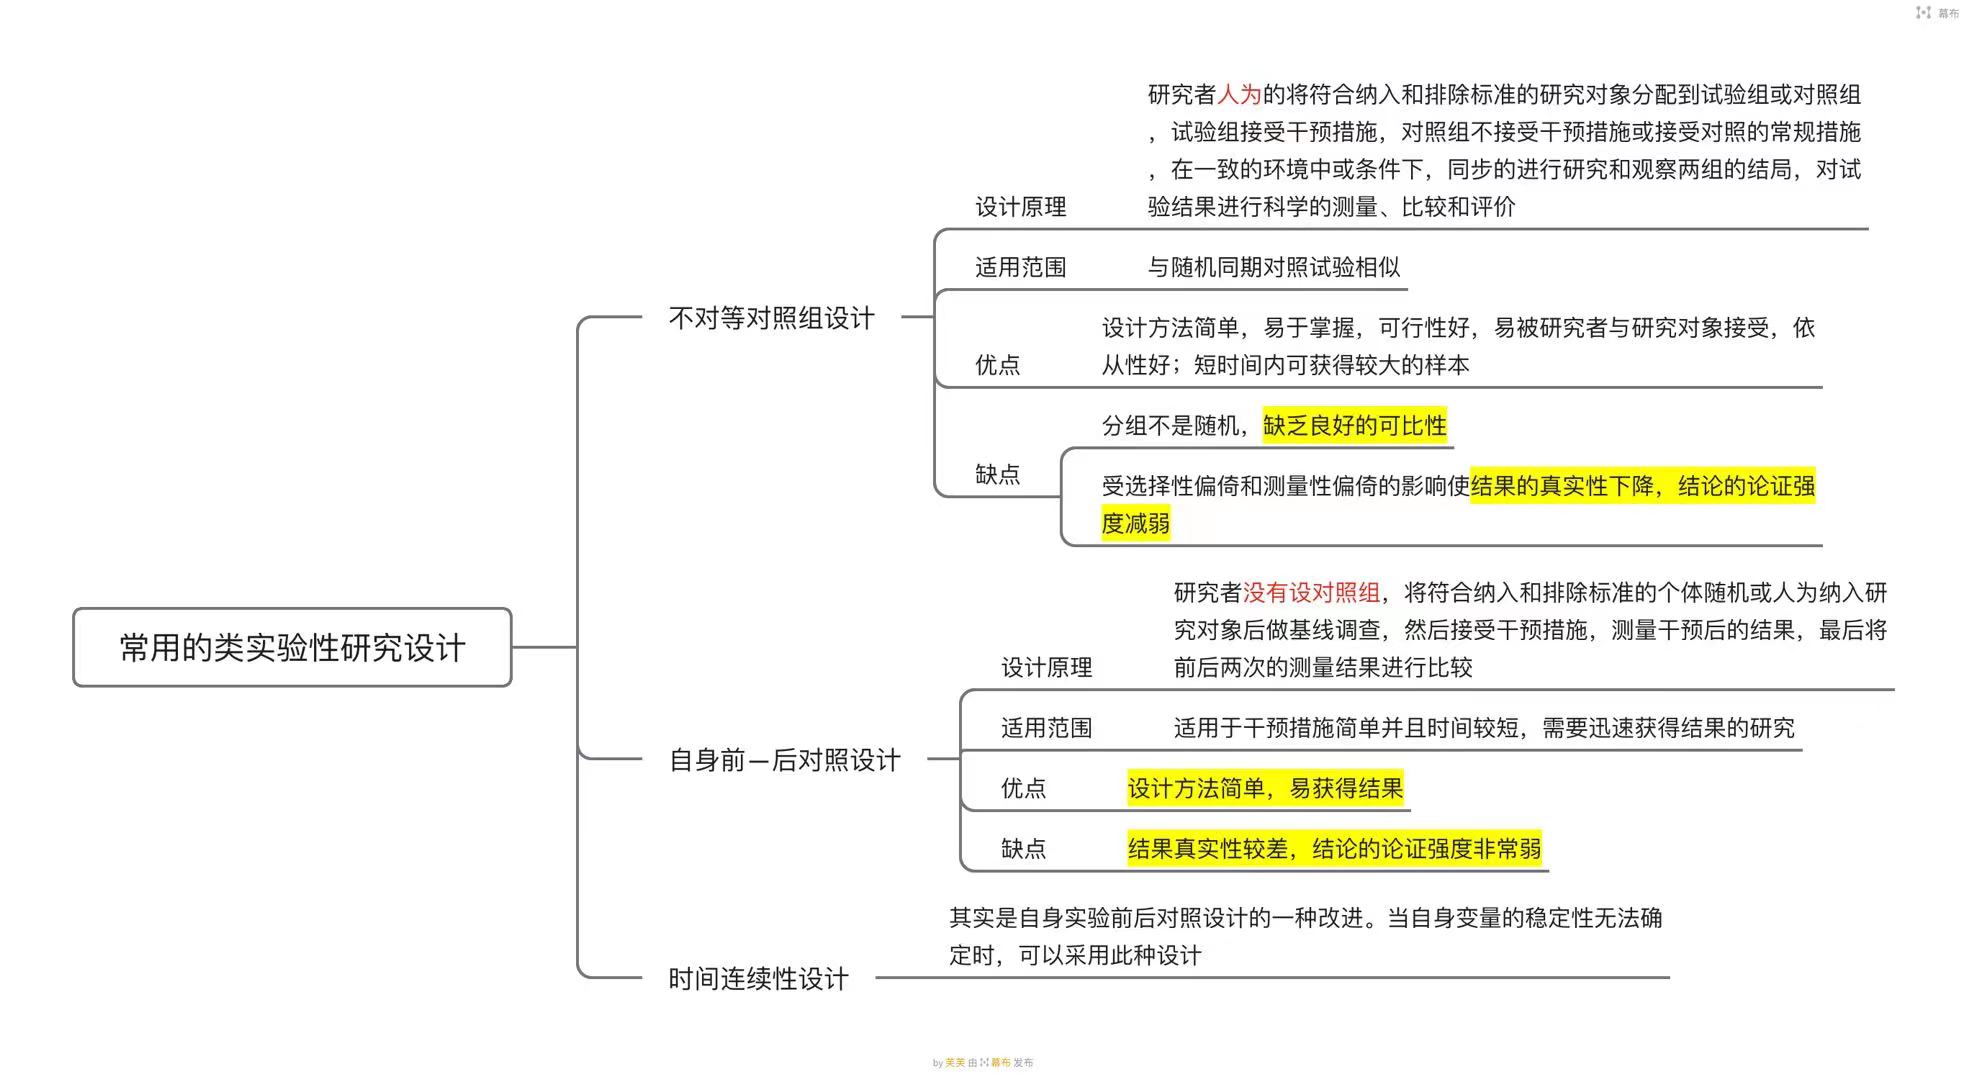 幕布
研究者人为的将符合纳入和排除标准的研究对象分配到试验组或对照组
，试验组接受干预措施，对照组不接受干预措施或接受对照的常规措施
，在一致的环境中或条件下，同步的进行研究和观察两组的结局，对试
设计原理 验结果进行科学的测量、比较和评价
适用范围 与随机同期对照试验相似
不对等对照组设计
设计方法简单，易于掌握，可行性好，易被研究者与研究对象接受，依
优点 从性好；短时间内可获得较大的样本
分组不是随机，缺乏良好的可比性
缺点
受选择性偏倚和测量性偏倚的影响使结果的真实性下降，结论的论证强
度减弱
常用的类实验性研究设计
研究者没有设对照组，将符合纳入和排除标准的个体随机或人为纳入研
究对象后做基线调查，然后接受干预措施，测量干预后的结果，最后将
设计原理 前后两次的测量结果进行比较
适用范围 适用于干预措施简单并且时间较短，需要迅速获得结果的研究
自身前—后对照设计
优点 设计方法简单，易获得结果
缺点 结果真实性较差，结论的论证强度非常弱
其实是自身实验前后对照设计的一种改进。当自身变量的稳定性无法确
定时，可以采用此种设计
时间连续性设计
by 芙芙 由 幕布 发布